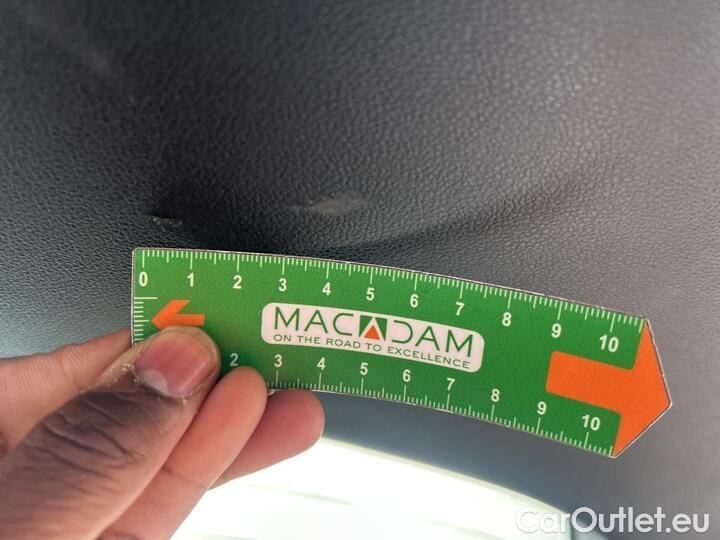 0 1 2 3 4 5 6 7 8 9 10
MACADAM
ON THE ROAD TO EXCELLENCE
2 3 4 5 6 7 8 9 10
CarOutlet.eu